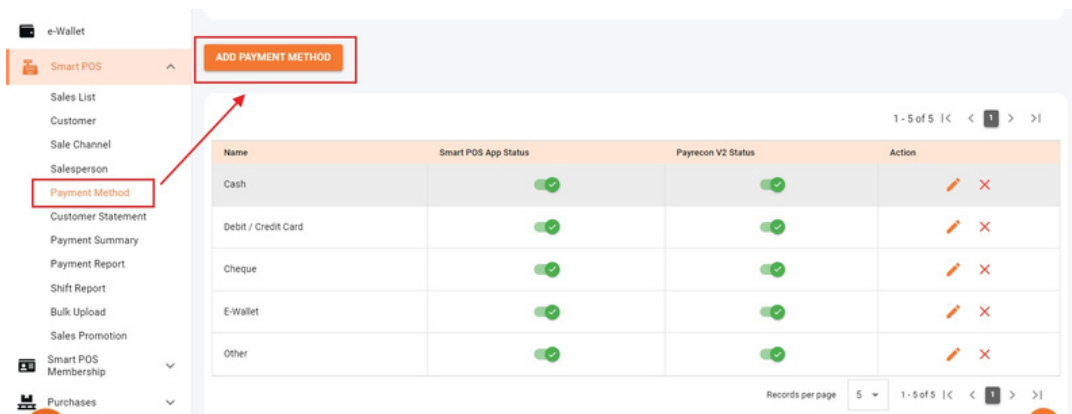 e-Wallet
Smart POS
Sales List
Customer
Sale Channel
Salesperson
Payment Method
Customer Statement
Payment Summary
Payment Report
Shift Report
Bulk Upload
Sales Promotion
Smart POS
Membership
Purchases
ADD PAYMENT METHOD
1 - 5 of 5 |< < 1 > >|
Name Smart POS App Status Payrecon V2 Status Action
Cash
Debit / Credit Card
Cheque
E-Wallet
Other
Records per page 5 1 - 5 of 5 |< < 1 > >|